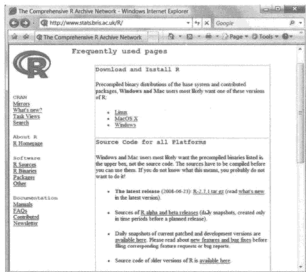 The Comprehensive R Archive Network - Windows Internet Explorer
http://www.stats.bris.ac.uk/R/
Google
The Comprehensive R Archive Network
Page
Tools
Frequently used pages
CRAN
Mirrors
What's new?
Task Views
Search
About R
R Homepage
Software
R Sources
R Binaries
Packages
Other
Documentation
Manuals
FAQs
Contributed
Newsletter
Download and Install R
Precompiled binary distributions of the base system and contributed
packages, Windows and Mac users most likely want one of these versions
of R:
Linux
MacOS X
Windows
Source Code for all Platforms
Windows and Mac users most likely want the precompiled binaries listed in
the upper box, not the source code. The sources have to be compiled before
you can use them. If you do not know what this means, you probably do not
want to do it!
The latest release (2008-06-23): R-2.7.1.tar.gz (read what's new
in the latest version).
Sources of R alpha and beta releases (daily snapshots, created only
in time periods before a planned release).
Daily snapshots of current patched and development versions are
available here. Please read about new features and bug fixes before
filing corresponding feature requests or bug reports.
Source code of older versions of R is available here.